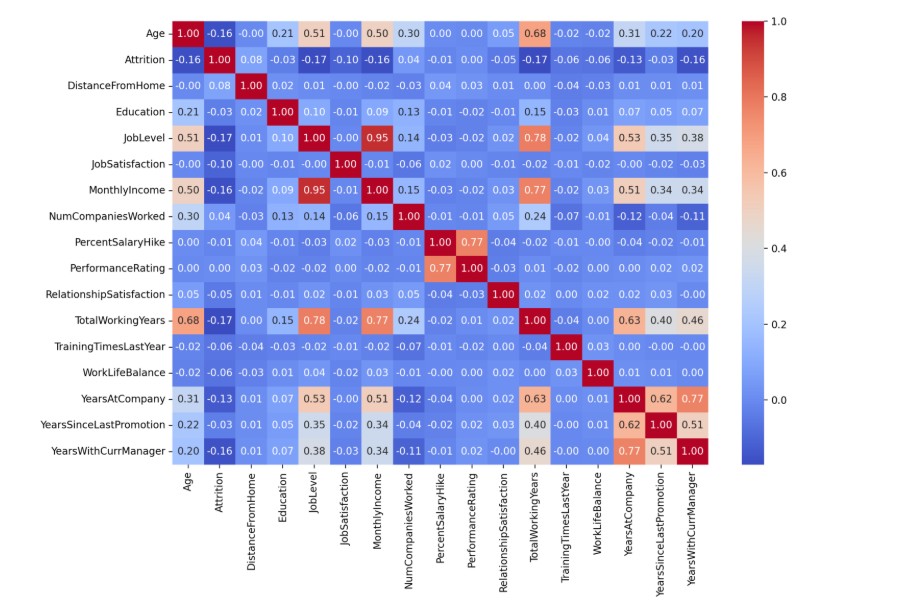 Age 1.00 -0.16 -0.00 0.21 0.51 -0.00 0.50 0.30 0.00 0.00 0.05 0.68 -0.02 -0.02 0.31 0.22 0.20
Attrition -0.16 1.00 0.08 -0.03 -0.17 -0.10 -0.16 0.04 -0.01 0.00 -0.05 -0.17 -0.06 -0.06 -0.13 -0.03 -0.16
DistanceFromHome -0.00 0.08 1.00 0.02 0.01 -0.00 -0.02 -0.03 0.04 0.03 0.01 0.00 -0.04 -0.03 0.01 0.01 0.01
Education 0.21 -0.03 0.02 1.00 0.10 -0.01 0.09 0.13 -0.01 -0.02 -0.01 0.15 -0.03 0.01 0.07 0.05 0.07
JobLevel 0.51 -0.17 0.01 0.10 1.00 -0.00 0.95 0.14 -0.03 -0.02 0.02 0.78 -0.02 0.04 0.53 0.35 0.38
JobSatisfaction -0.00 -0.10 -0.00 -0.01 -0.00 1.00 -0.01 -0.06 0.02 0.00 -0.01 -0.02 -0.01 -0.02 -0.00 -0.02 -0.03
MonthlyIncome 0.50 -0.16 -0.02 0.09 0.95 -0.01 1.00 0.15 -0.03 -0.02 0.03 0.77 -0.02 0.03 0.51 0.34 0.34
NumCompaniesWorked 0.30 0.04 -0.03 0.13 0.14 -0.06 0.15 1.00 -0.01 -0.01 0.05 0.24 -0.07 -0.01 -0.12 -0.04 -0.11
PercentSalaryHike 0.00 -0.01 0.04 -0.01 -0.03 0.02 -0.03 -0.01 1.00 0.77 -0.04 -0.02 -0.01 -0.00 -0.04 -0.02 -0.01
PerformanceRating 0.00 0.00 0.03 -0.02 -0.02 0.00 -0.02 -0.01 0.77 1.00 -0.03 0.01 -0.02 -0.00 0.00 0.02 0.02
RelationshipSatisfaction 0.05 -0.05 0.01 -0.01 0.02 -0.01 0.03 0.05 -0.04 -0.03 1.00 0.02 0.00 0.02 0.02 0.03 -0.00
TotalWorkingYears 0.68 -0.17 0.00 0.15 0.78 -0.02 0.77 0.24 -0.02 0.01 0.02 1.00 -0.04 0.00 0.63 0.40 0.46
TrainingTimesLastYear -0.02 -0.06 -0.04 -0.03 -0.02 -0.01 -0.02 -0.07 -0.01 -0.02 0.00 -0.04 1.00 0.03 0.00 -0.00 -0.00
WorkLifeBalance -0.02 -0.06 -0.03 0.01 0.04 -0.02 0.03 -0.01 -0.00 -0.00 0.02 0.00 0.03 1.00 0.01 0.01 0.00
YearsAtCompany 0.31 -0.13 0.01 0.07 0.53 -0.00 0.51 -0.12 -0.04 0.00 0.02 0.63 0.00 0.01 1.00 0.62 0.77
YearsSinceLastPromotion 0.22 -0.03 0.01 0.05 0.35 -0.02 0.34 -0.04 -0.02 0.02 0.03 0.40 -0.00 0.01 0.62 1.00 0.51
YearsWithCurrManager 0.20 -0.16 0.01 0.07 0.38 -0.03 0.34 -0.11 -0.01 0.02 -0.00 0.46 -0.00 0.00 0.77 0.51 1.00
Age
Attrition
DistanceFromHome
Education
JobLevel
JobSatisfaction
MonthlyIncome
NumCompaniesWorked
PercentSalaryHike
PerformanceRating
RelationshipSatisfaction
TotalWorkingYears
TrainingTimesLastYear
WorkLifeBalance
YearsAtCompany
YearsSinceLastPromotion
YearsWithCurrManager
1.0
0.8
0.6
0.4
0.2
0.0